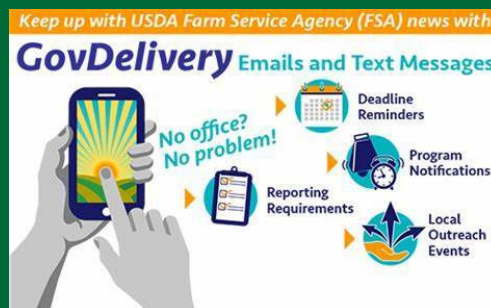 Keep up with USDA Farm Service Agency (FSA) news with
GovDelivery Emails and Text Messages
No office?
No problem!
Deadline
Reminders
Program
Notifications
Reporting
Requirements
Local
Outreach
Events